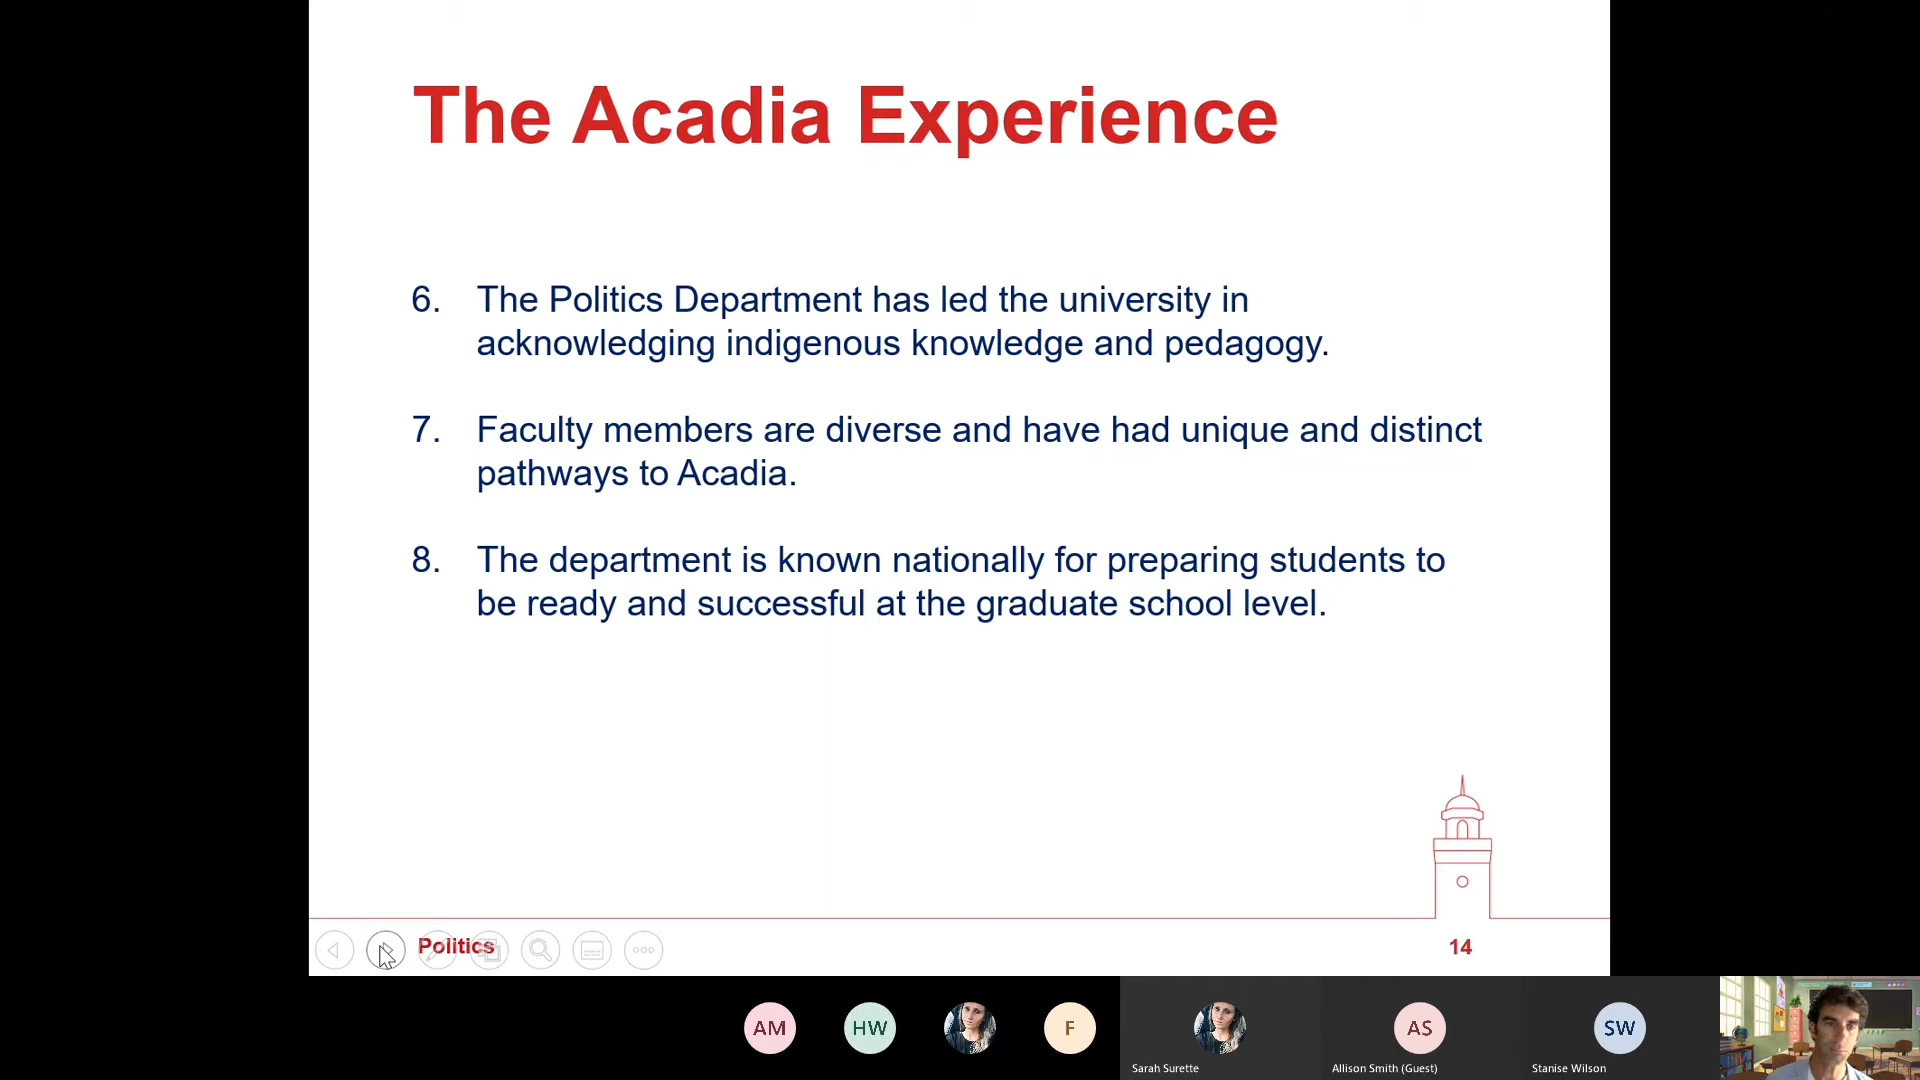 The Acadia Experience
6. The Politics Department has led the university in
acknowledging indigenous knowledge and pedagogy.
7. Faculty members are diverse and have had unique and distinct
pathways to Acadia.
8. The department is known nationally for preparing students to
be ready and successful at the graduate school level.
Politics
14
AM
HW
F
AS
SW
Sarah Surette
Allison Smith (Guest)
Stanise Wilson